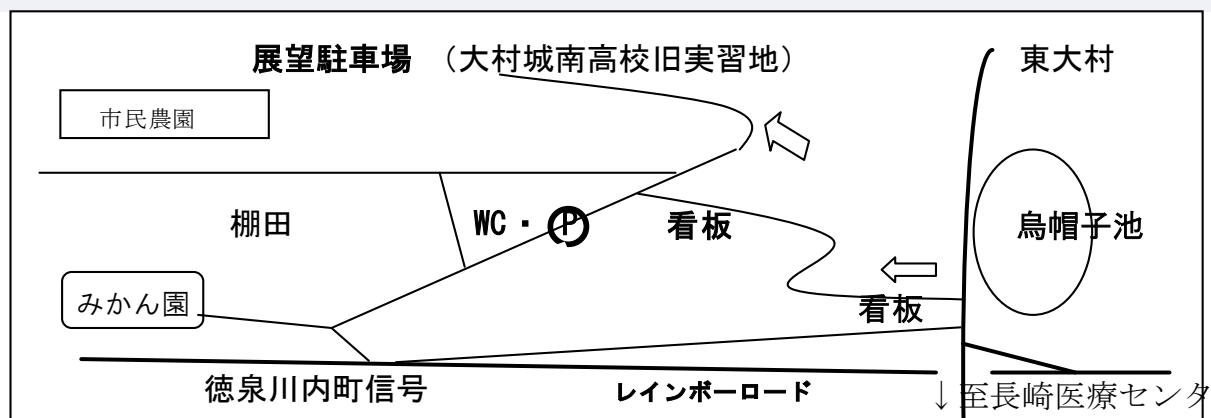 展望駐車場 （大村城南高校旧実習地）
東大村
市民農園
棚田
WC・Ⓟ
看板
烏帽子池
みかん園
看板
徳泉川内町信号
レインボーロード
↓至長崎医療センタ